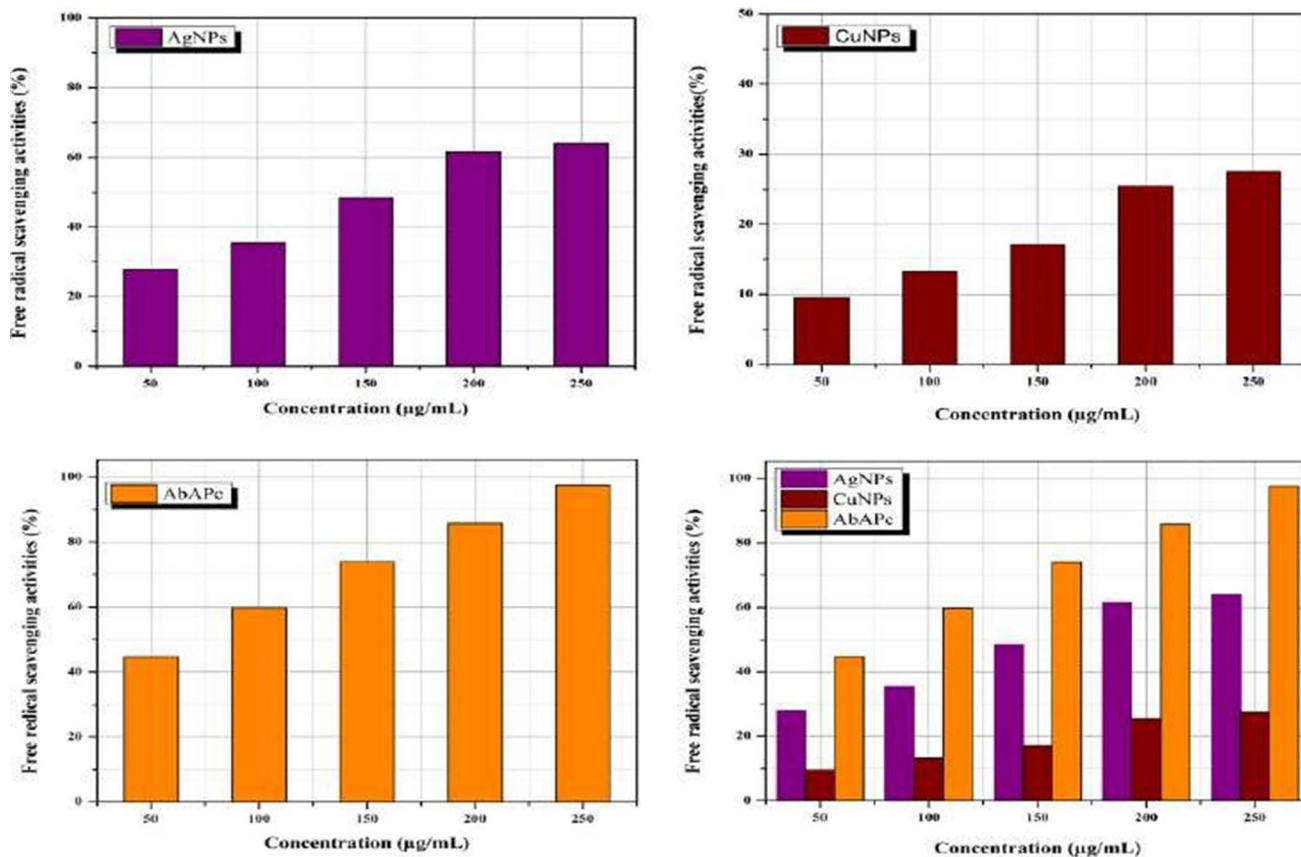 Free radical scavenging activities (%)
100
80
60
40
20
0
AgNPs
50 100 150 200 250
Concentration (µg/mL)
Free radical scavenging activities(%)
50
40
30
20
10
0
CuNPs
50 100 150 200 250
Concentration (µg/mL)
Free redical scavenging activities (%)
100
80
60
40
20
0
AbAPc
50 100 150 200 250
Concentration (µg/mL)
Free radical scavenging activities (%)
100
80
60
40
20
0
AgNPs
CuNPs
AbAPc
50 100 150 200 250
Concentration (µg/mL)